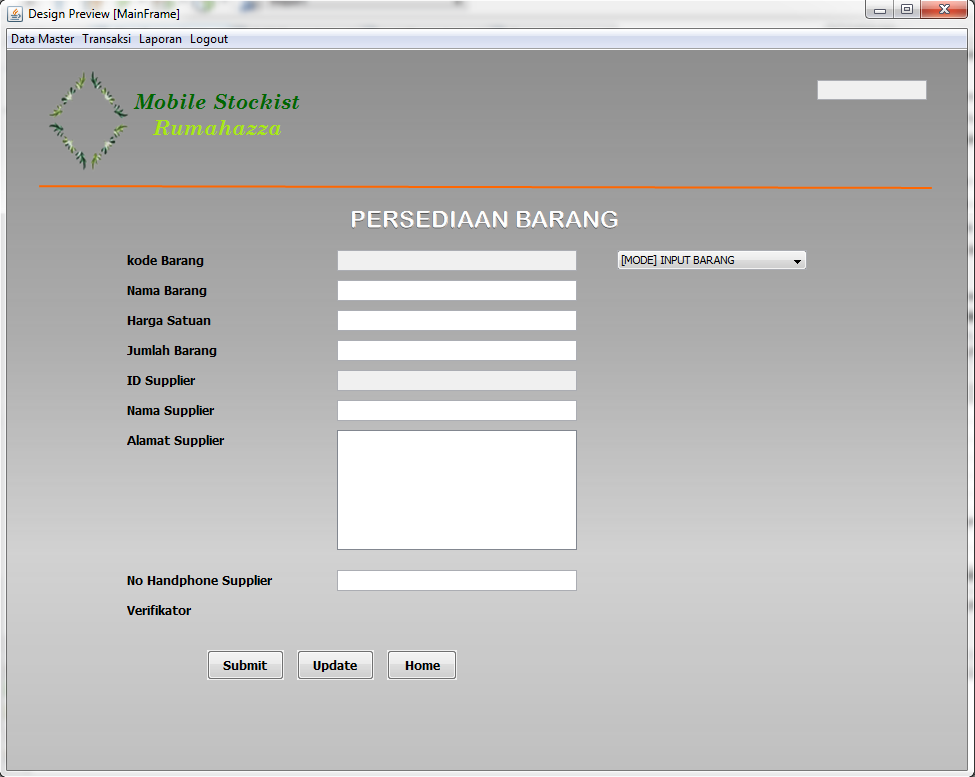 Design Preview [MainFrame]
Data Master Transaksi Laporan Logout
Mobile Stockist
Rumahazza
PERSEDIAAN BARANG
kode Barang
[MODE] INPUT BARANG
Nama Barang
Harga Satuan
Jumlah Barang
ID Supplier
Nama Supplier
Alamat Supplier
No Handphone Supplier
Verifikator
Submit Update Home